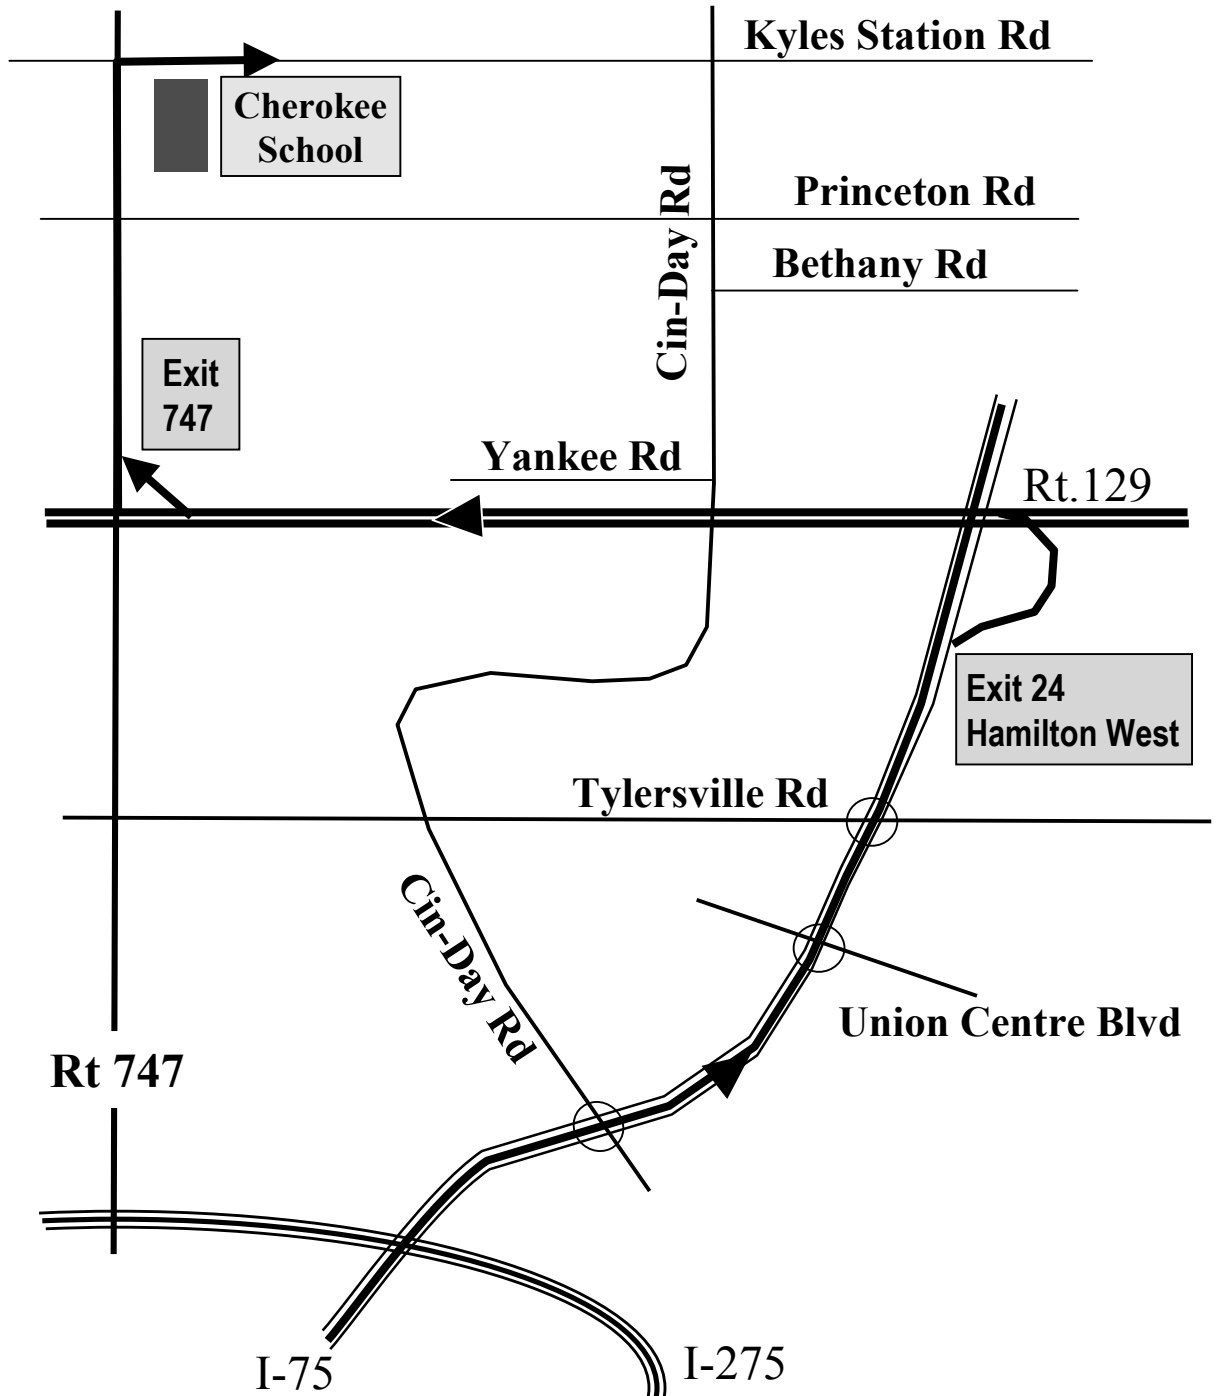 Kyles Station Rd
Cherokee
School
Princeton Rd
Cin-Day Rd
Bethany Rd
Exit
747
Yankee Rd
Rt.129
Exit 24
Hamilton West
Tylersville Rd
Cin-Day Rd
Union Centre Blvd
Rt 747
I-75
I-275